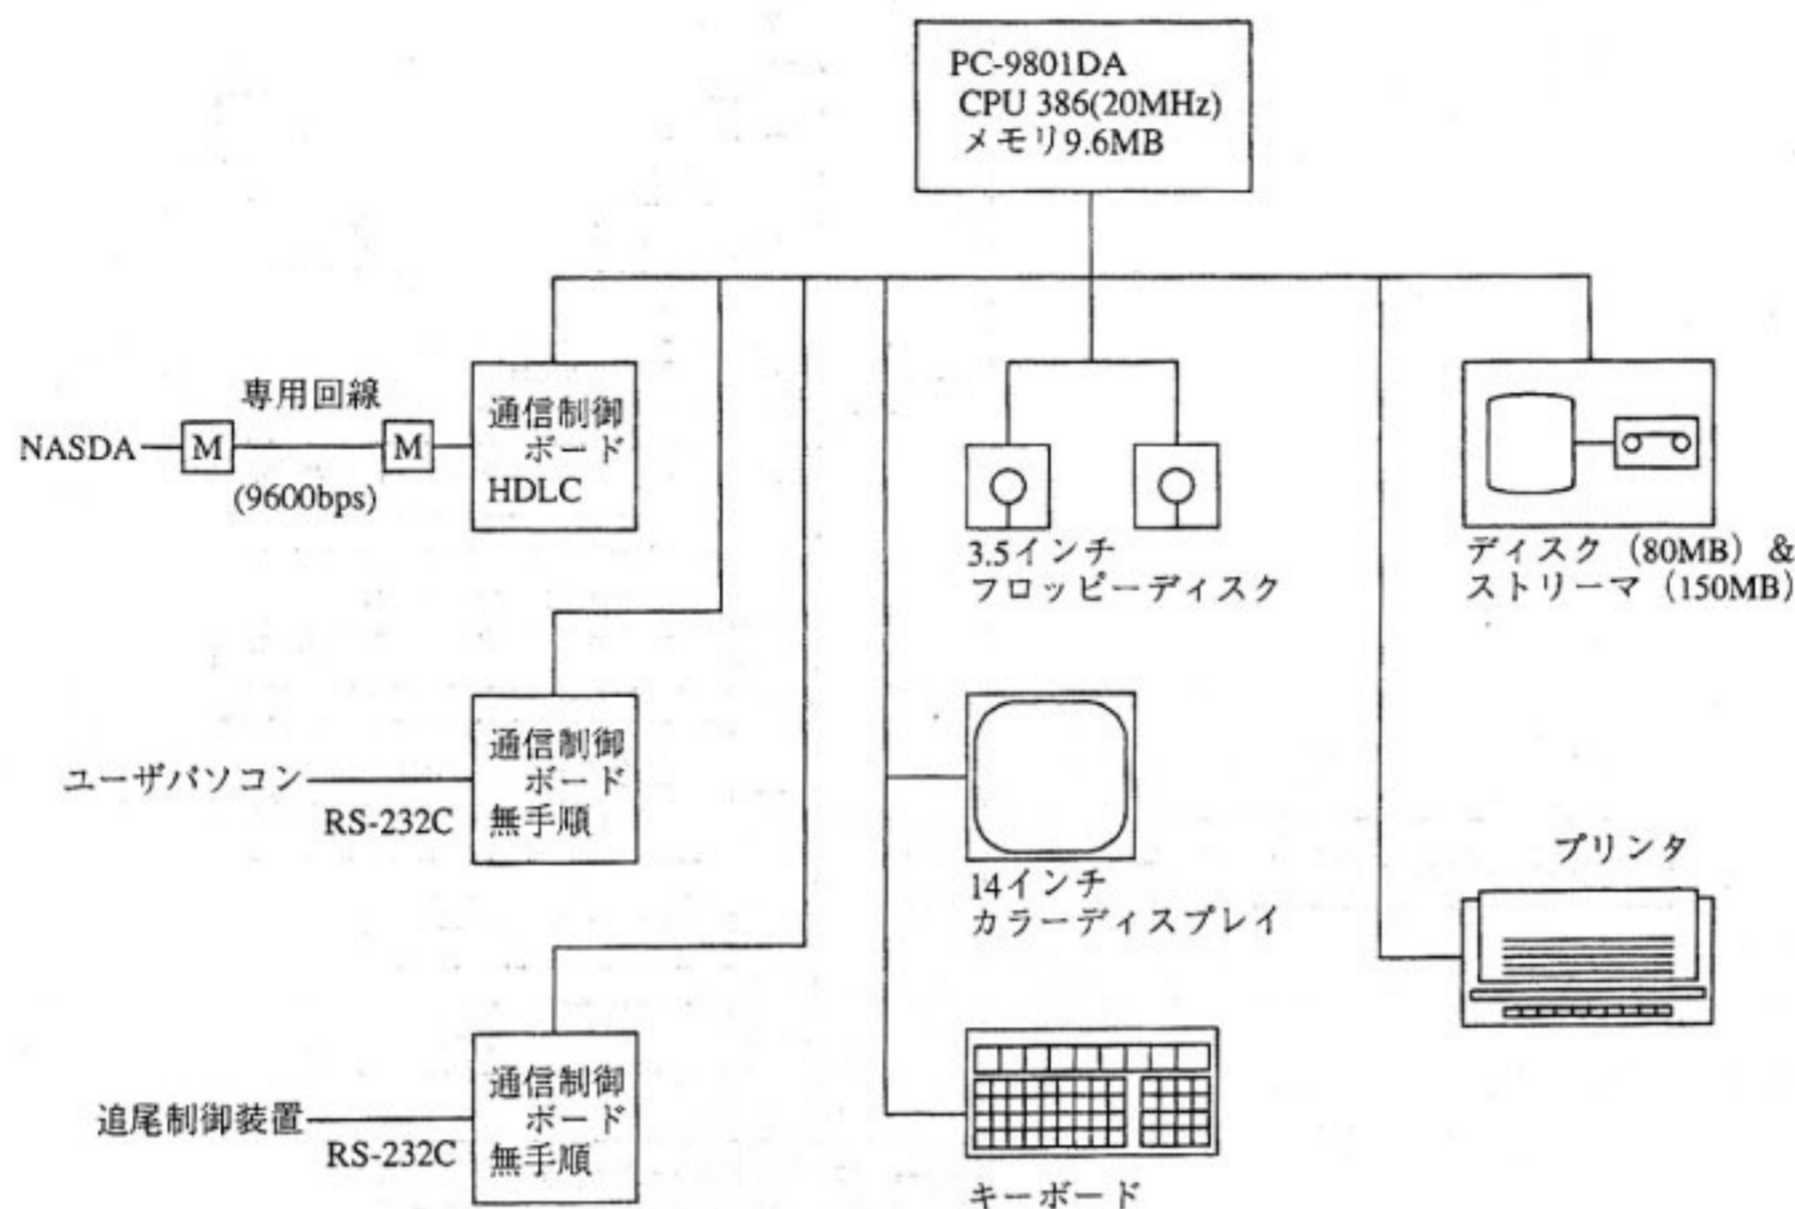 PC-9801DA
CPU 386(20MHz)
メモリ9.6MB
専用回線
NASDA
M
M
(9600bps)
通信制御
ボード
HDLC
3.5インチ
フロッピーディスク
ディスク（80MB）&
ストリーマ（150MB）
ユーザパソコン
RS-232C
通信制御
ボード
無手順
14インチ
カラーディスプレイ
プリンタ
追尾制御装置
RS-232C
通信制御
ボード
無手順
キーボード